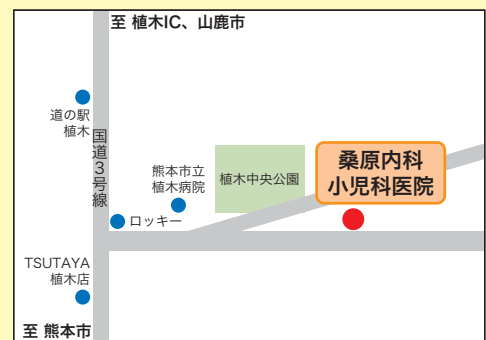 至 植木IC、山鹿市
道の駅
植木
国道3号線
熊本市立
植木病院
植木中央公園
桑原内科
小児科医院
ロッキー
TSUTAYA
植木店
至 熊本市